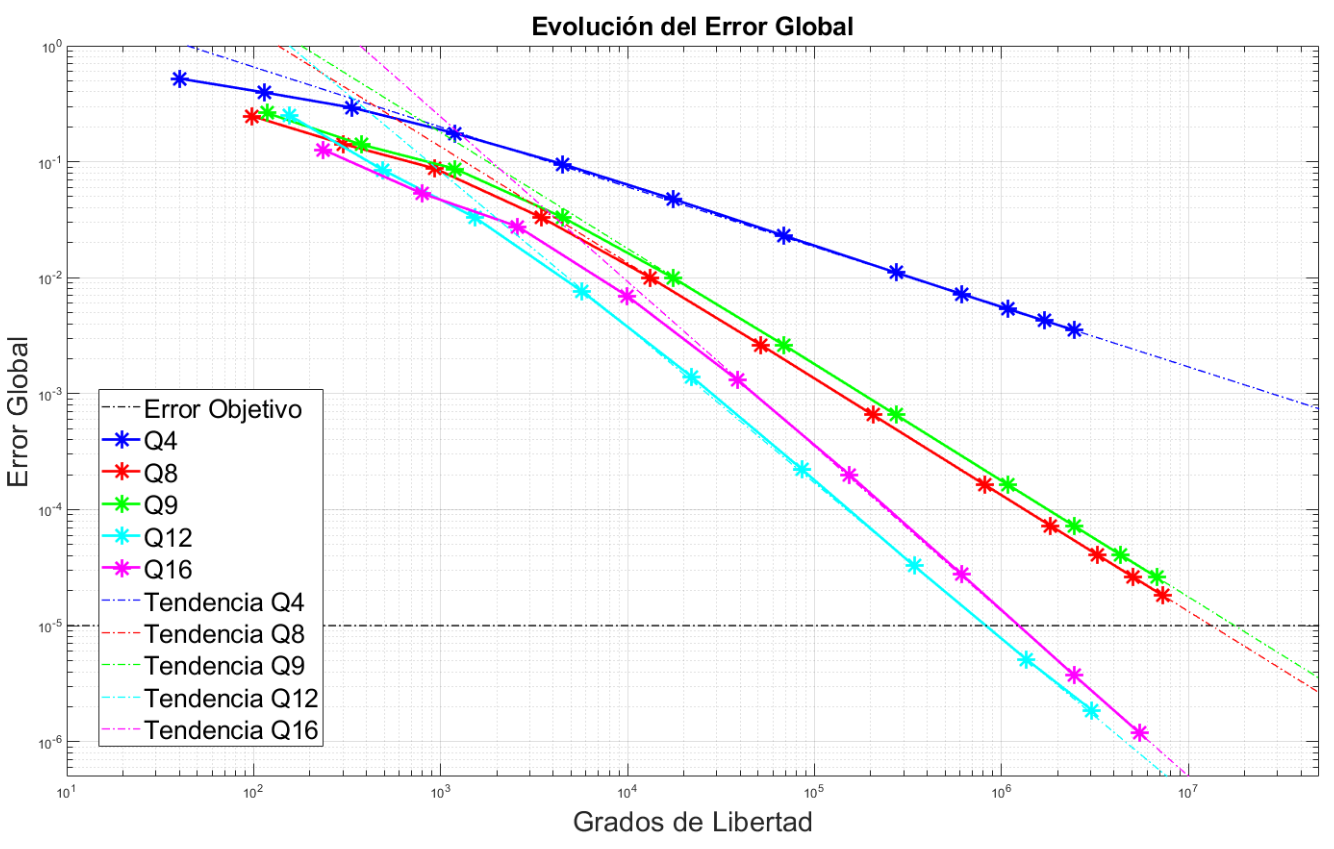 Evolución del Error Global
10^0
10^-1
10^-2
10^-3
10^-4
10^-5
10^-6
Error Global
Error Objetivo
Q4
Q8
Q9
Q12
Q16
Tendencia Q4
Tendencia Q8
Tendencia Q9
Tendencia Q12
Tendencia Q16
10^1 10^2 10^3 10^4 10^5 10^6 10^7
Grados de Libertad